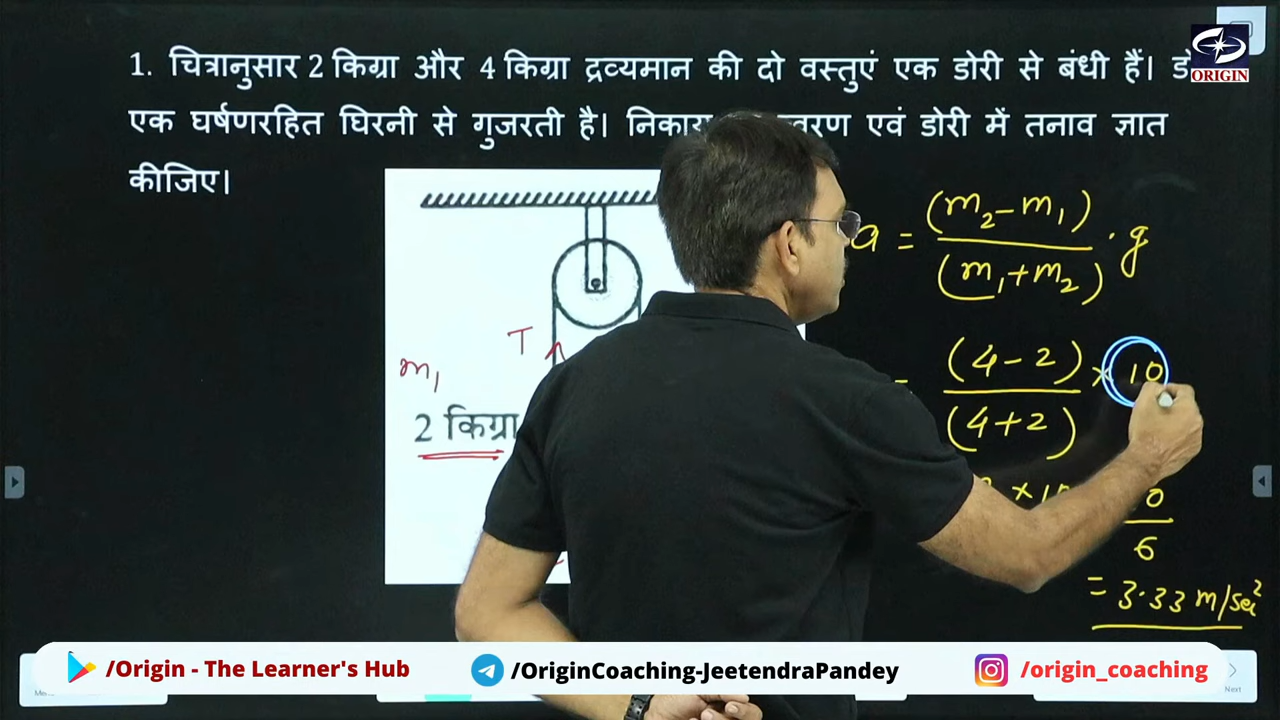 1. चित्रानुसार 2 किग्रा और 4 किग्रा द्रव्यमान की दो वस्तुएं एक डोरी से बंधी हैं।
एक घर्षणरहित घिरनी से गुजरती है। निकाय एवं डोरी में तनाव ज्ञात
कीजिए।
ORIGIN
T
m₁
2 किग्रा
a = (m₂-m₁)/(m₁+m₂) · g
= (4-2)/(4+2) × 10
6
= 3.33 m/sec²
/Origin - The Learner's Hub
/OriginCoaching-JeetendraPandey
/origin_coaching
Next